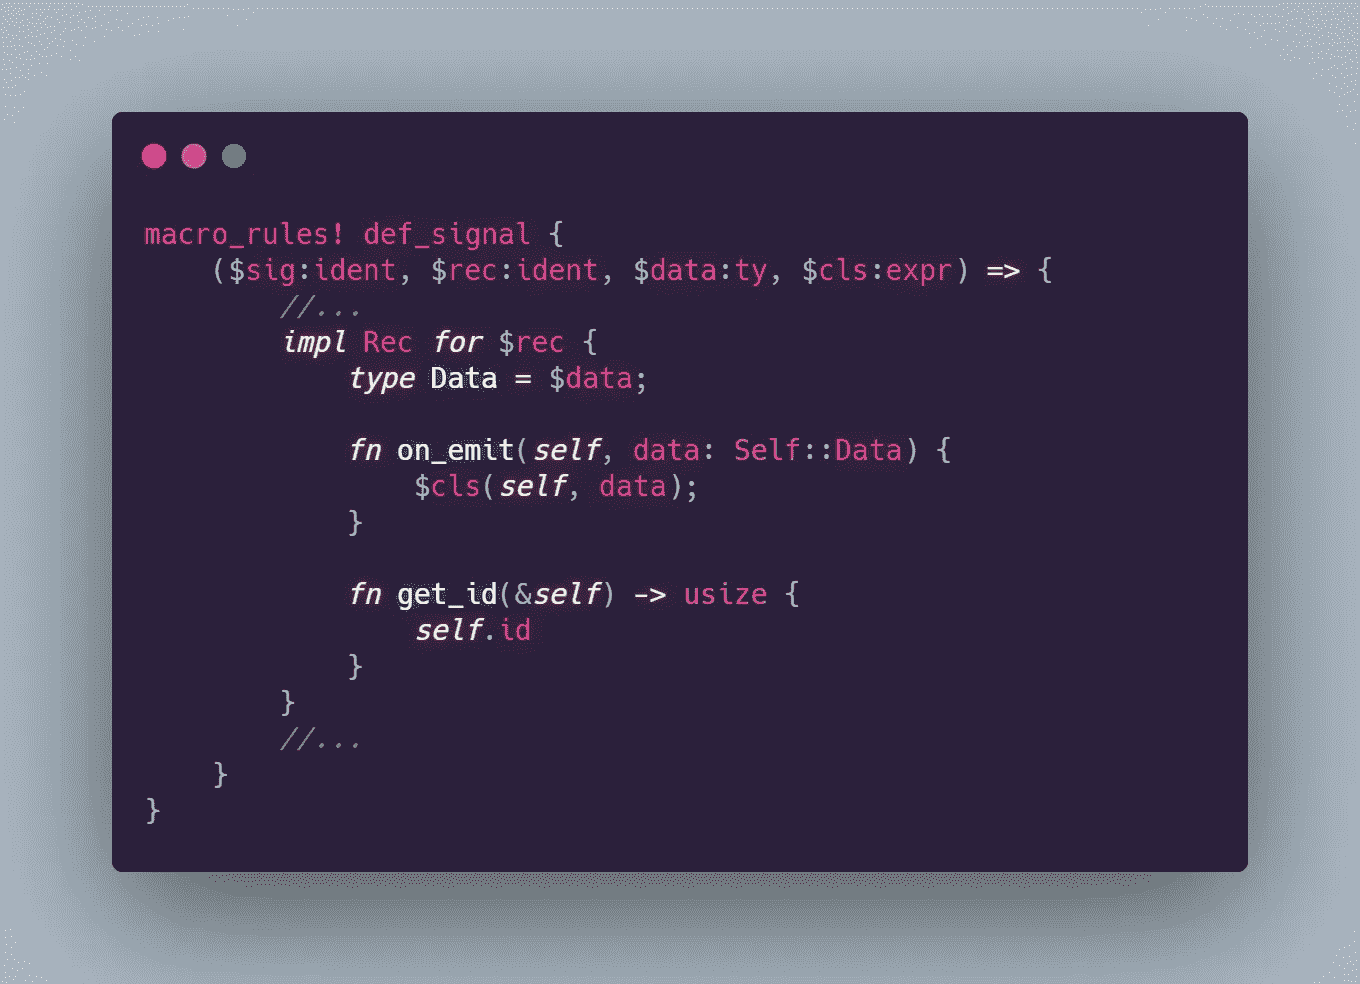 macro_rules! def_signal {
    ($sig:ident, $rec:ident, $data:ty, $cls:expr) => {
        //...
        impl Rec for $rec {
            type Data = $data;

            fn on_emit(self, data: Self::Data) {
                $cls(self, data);
            }

            fn get_id(&self) -> usize {
                self.id
            }
        }
        //...
    }
}